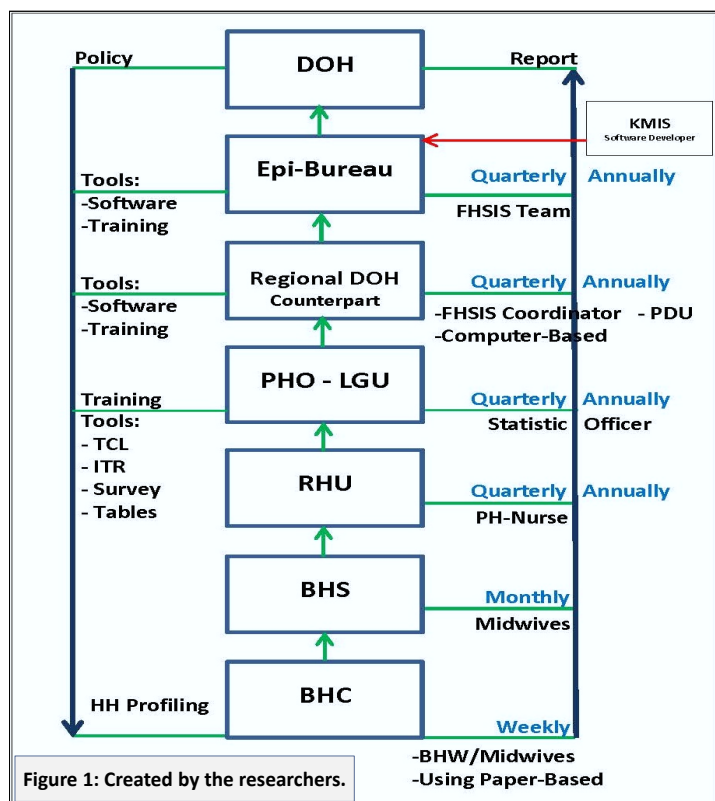 Policy
DOH
Report
KMIS
Software Developer
Tools:
-Software
-Training
Epi-Bureau
Quarterly Annually
FHSIS Team
Tools:
-Software
-Training
Regional DOH
Counterpart
Quarterly Annually
-FHSIS Coordinator - PDU
-Computer-Based
Training
Tools:
- TCL
- ITR
- Survey
- Tables
PHO - LGU
Quarterly Annually
Statistic Officer
RHU
Quarterly Annually
PH-Nurse
BHS
Monthly
Midwives
HH Profiling
BHC
Weekly
-BHW/Midwives
-Using Paper-Based
Figure 1: Created by the researchers.